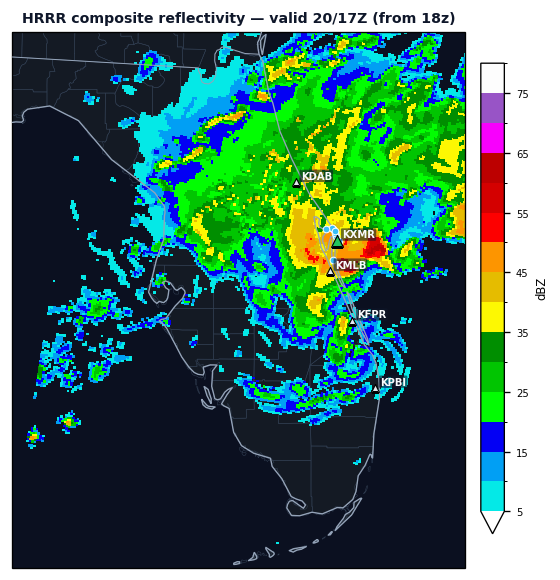 HRRR composite reflectivity — valid 20/17Z (from 18z)
KDAB
KXMR
KMLB
KFPR
KPBI
75
65
55
45
35
25
15
5
dBZ